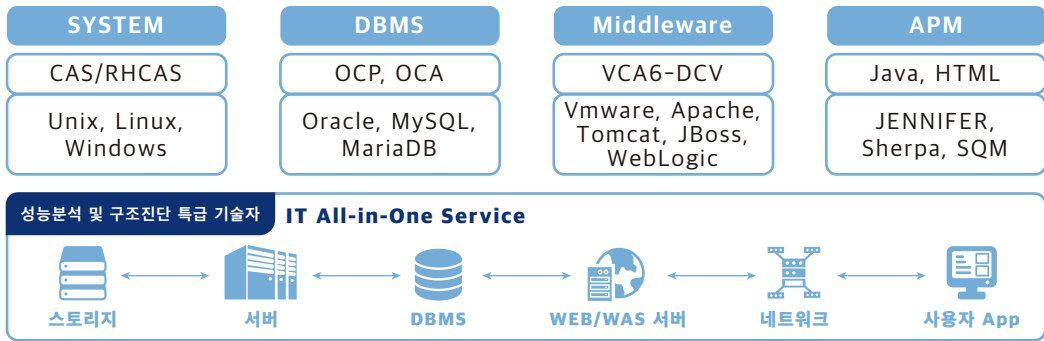 SYSTEM
CAS/RHCAS
Unix, Linux,
Windows
DBMS
OCP, OCA
Oracle, MySQL,
MariaDB
Middleware
VCA6-DCV
Vmware, Apache,
Tomcat, JBoss,
WebLogic
APM
Java, HTML
JENNIFER,
Sherpa, SQM
성능분석 및 구조진단 특급 기술자
IT All-in-One Service
스토리지
서버
DBMS
WEB/WAS 서버
네트워크
사용자 App